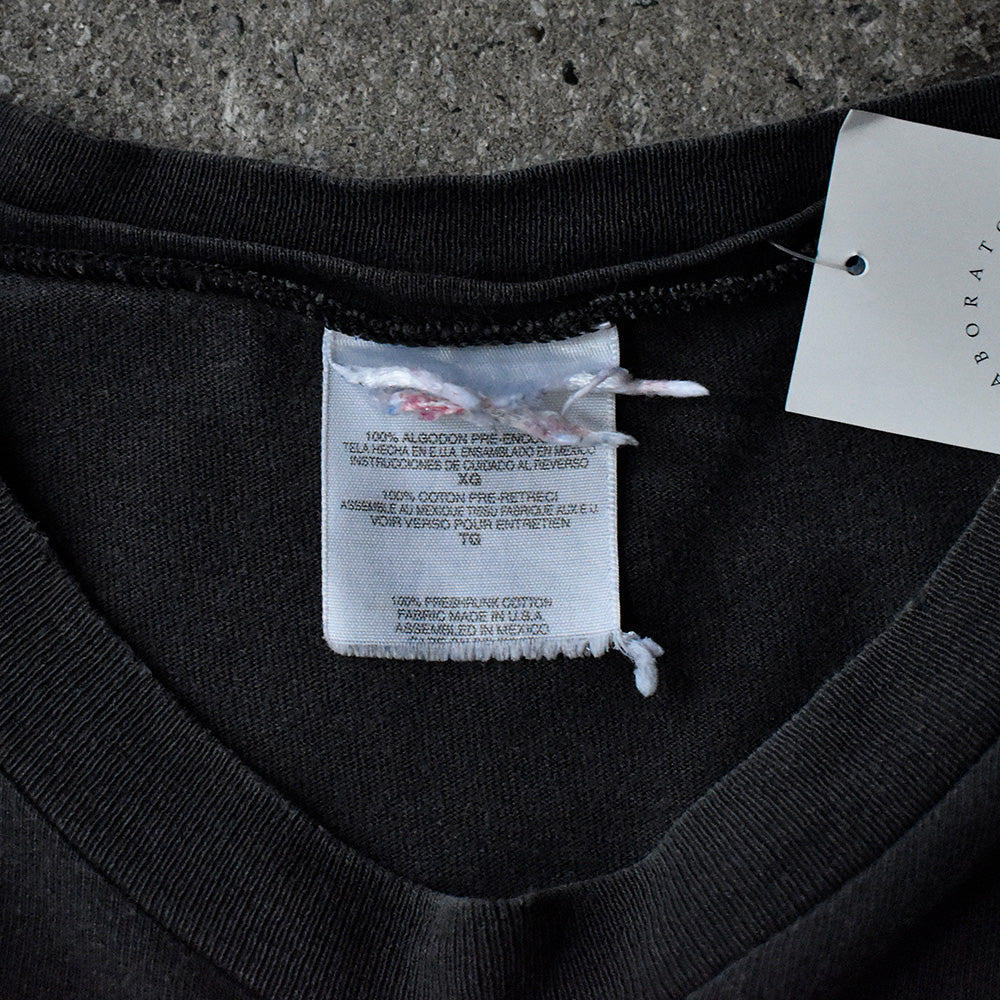 100% ALGODON PRE-ENCO
TELA HECHA EN E.U.A. ENSAMBLADO EN MEXICO
INSTRUCCIONES DE CUIDADO AL REVERSO
XG
100% COTON PRE-RETRECI
ASSEMBLE AU MEXIQUE TISSU FABRIQUE AUX E.U.
VOIR VERSO POUR ENTRETIEN
TG
100% PRESHRUNK COTTON
FABRIC MADE IN U.S.A
ASSEMBLED IN MEXICO
ABORATO